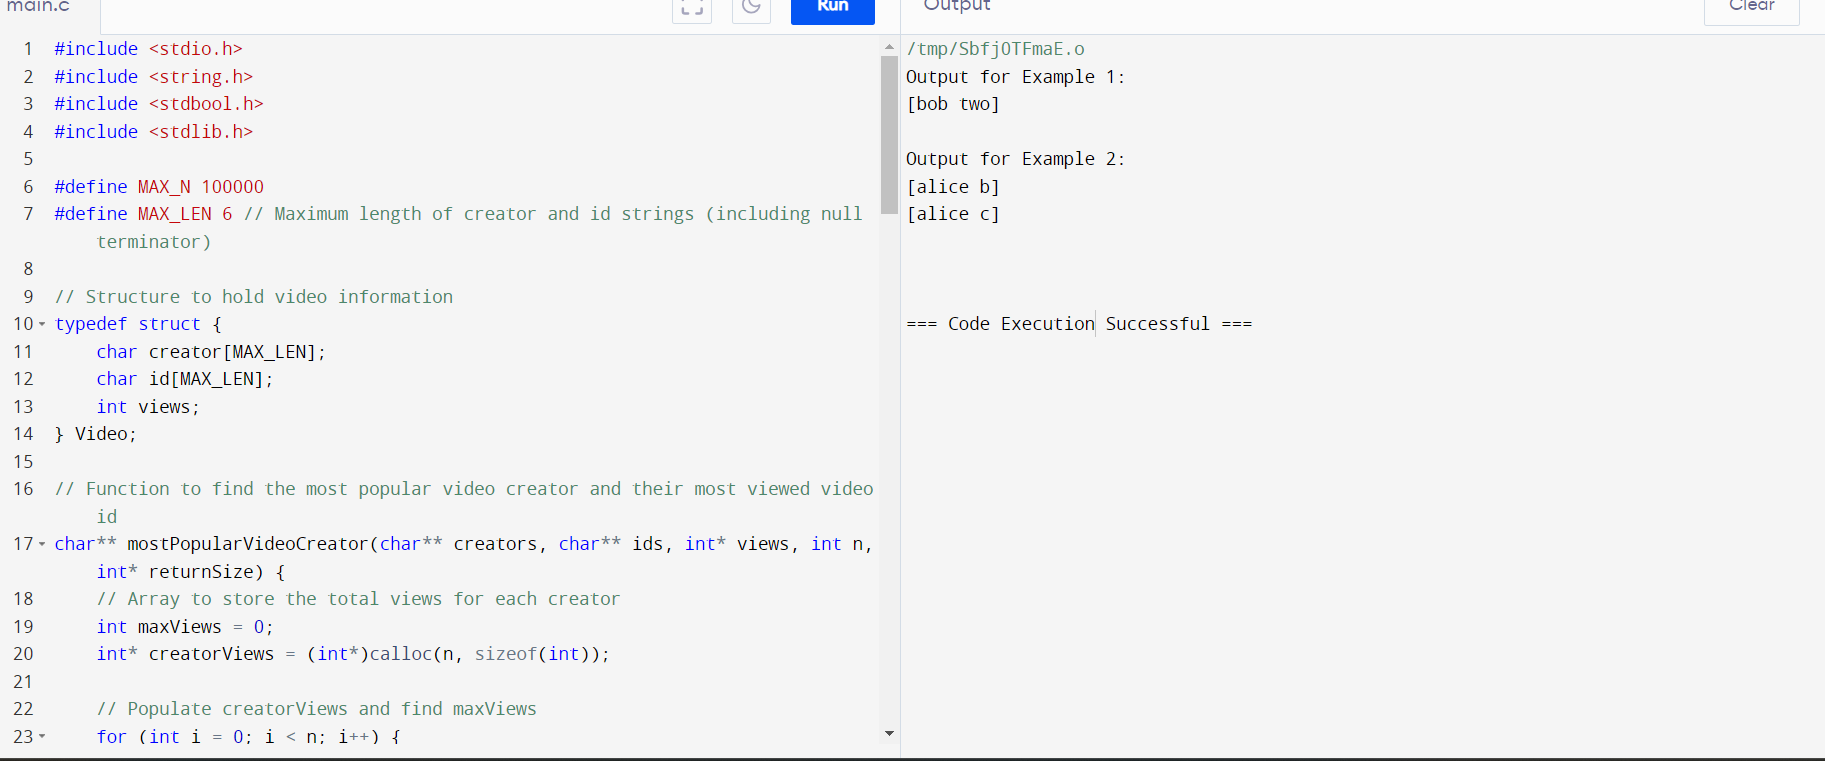 main.c
Run
Output
Clear
1 #include <stdio.h>
2 #include <string.h>
3 #include <stdbool.h>
4 #include <stdlib.h>
5
6 #define MAX_N 100000
7 #define MAX_LEN 6 // Maximum length of creator and id strings (including null
terminator)
8
9 // Structure to hold video information
10 typedef struct {
11 char creator[MAX_LEN];
12 char id[MAX_LEN];
13 int views;
14 } Video;
15
16 // Function to find the most popular video creator and their most viewed video
id
17 char** mostPopularVideoCreator(char** creators, char** ids, int* views, int n,
int* returnSize) {
18 // Array to store the total views for each creator
19 int maxViews = 0;
20 int* creatorViews = (int*)calloc(n, sizeof(int));
21
22 // Populate creatorViews and find maxViews
23 for (int i = 0; i < n; i++) {
/tmp/SbfjOTFmaE.o
Output for Example 1:
[bob two]
Output for Example 2:
[alice b]
[alice c]
=== Code Execution Successful ===